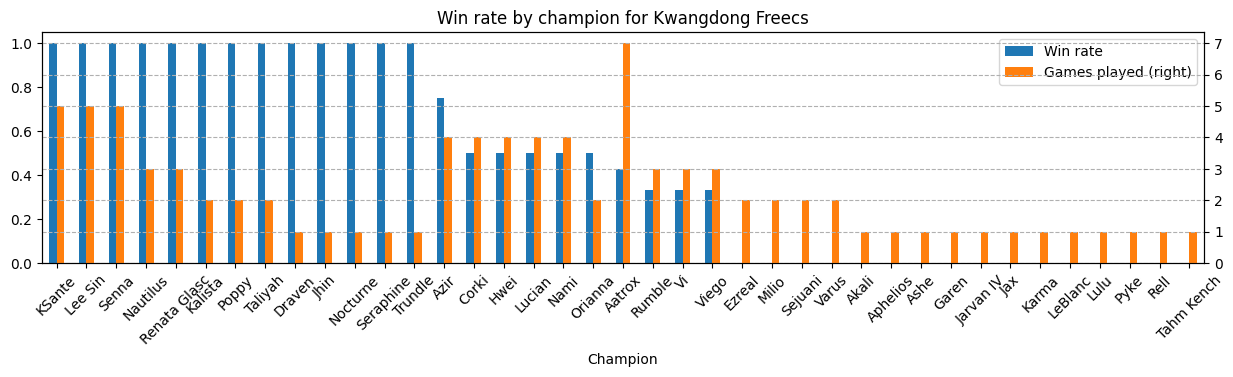 Win rate by champion for Kwangdong Freecs
Win rate
Games played (right)
1.0
0.8
0.6
0.4
0.2
0.0
7
6
5
4
3
2
1
0
KSante
Lee Sin
Senna
Nautilus
Renata Glasc
Kalista
Poppy
Taliyah
Draven
Jhin
Nocturne
Seraphine
Trundle
Azir
Corki
Hwei
Lucian
Nami
Orianna
Aatrox
Rumble
Vi
Viego
Ezreal
Milio
Sejuani
Varus
Akali
Aphelios
Ashe
Garen
Jarvan IV
Jax
Karma
LeBlanc
Lulu
Pyke
Rell
Tahm Kench
Champion